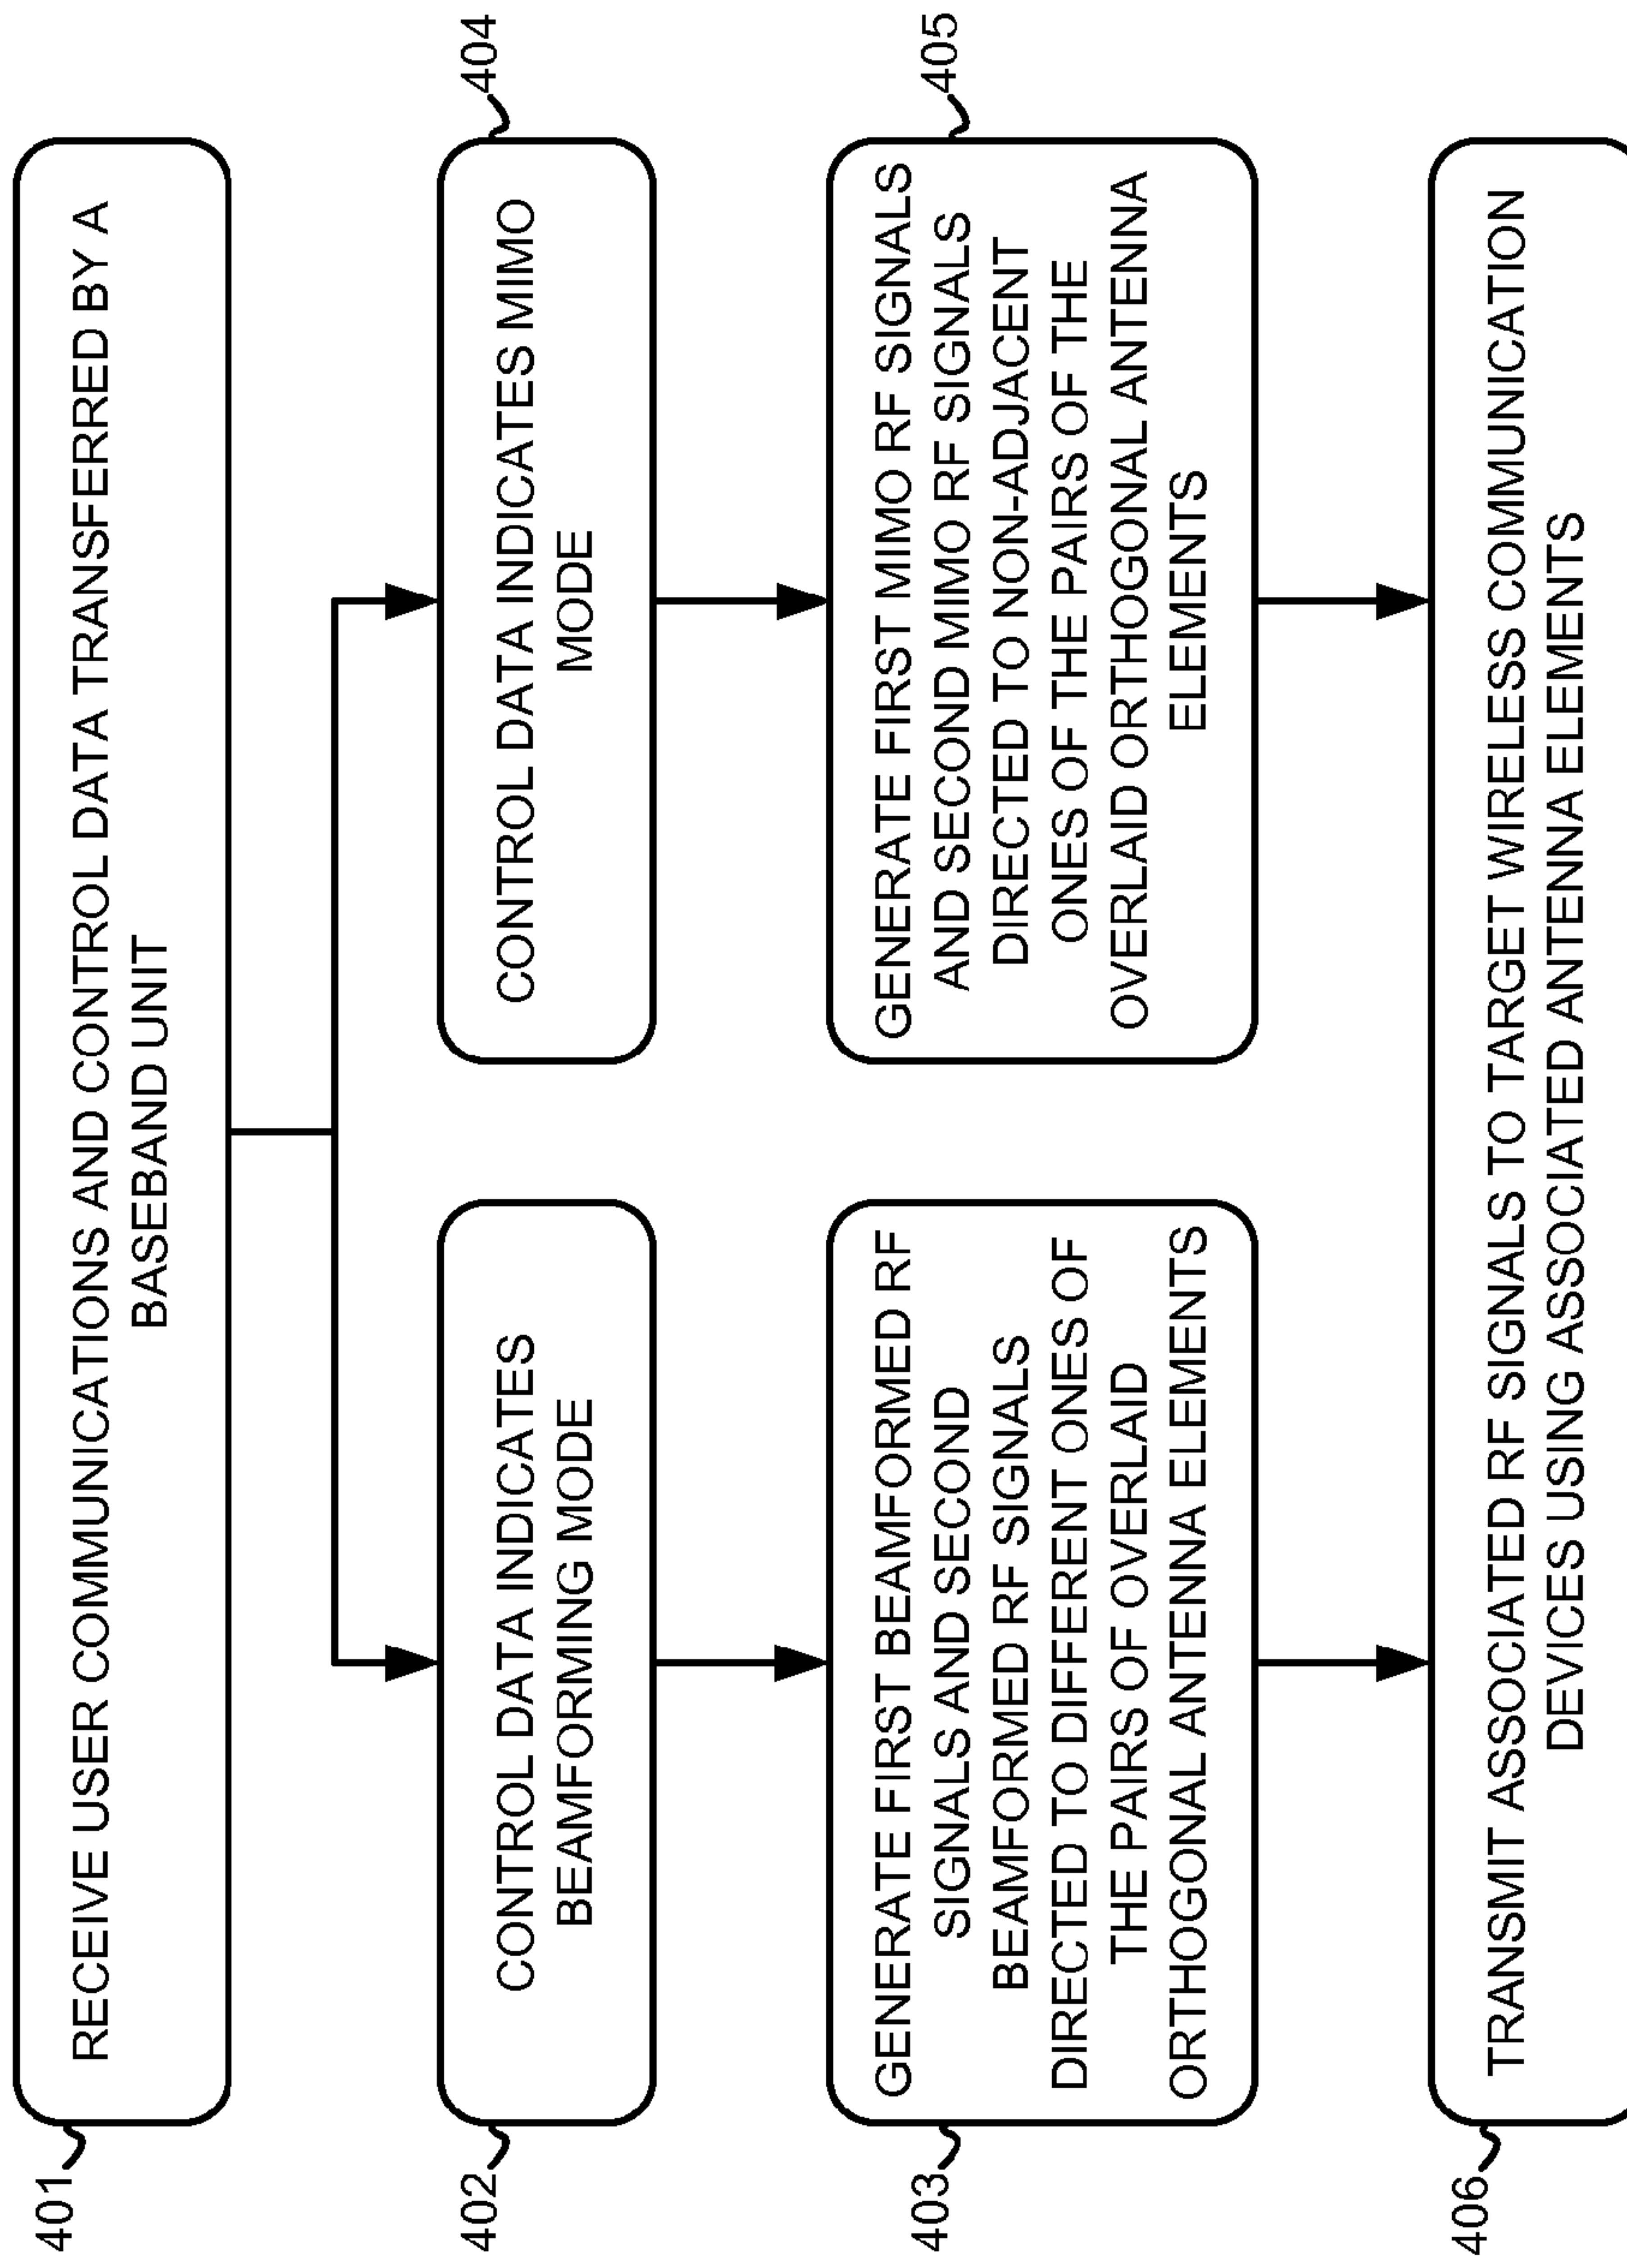 401
RECEIVE USER COMMUNICATIONS AND CONTROL DATA TRANSFERRED BY A
BASEBAND UNIT
402
CONTROL DATA INDICATES
BEAMFORMING MODE
404
CONTROL DATA INDICATES MIMO
MODE
403
GENERATE FIRST BEAMFORMED RF
SIGNALS AND SECOND
BEAMFORMED RF SIGNALS
DIRECTED TO DIFFERENT ONES OF
THE PAIRS OF OVERLAID
ORTHOGONAL ANTENNA ELEMENTS
405
GENERATE FIRST MIMO RF SIGNALS
AND SECOND MIMO RF SIGNALS
DIRECTED TO NON-ADJACENT
ONES OF THE PAIRS OF THE
OVERLAID ORTHOGONAL ANTENNA
ELEMENTS
406
TRANSMIT ASSOCIATED RF SIGNALS TO TARGET WIRELESS COMMUNICATION
DEVICES USING ASSOCIATED ANTENNA ELEMENTS